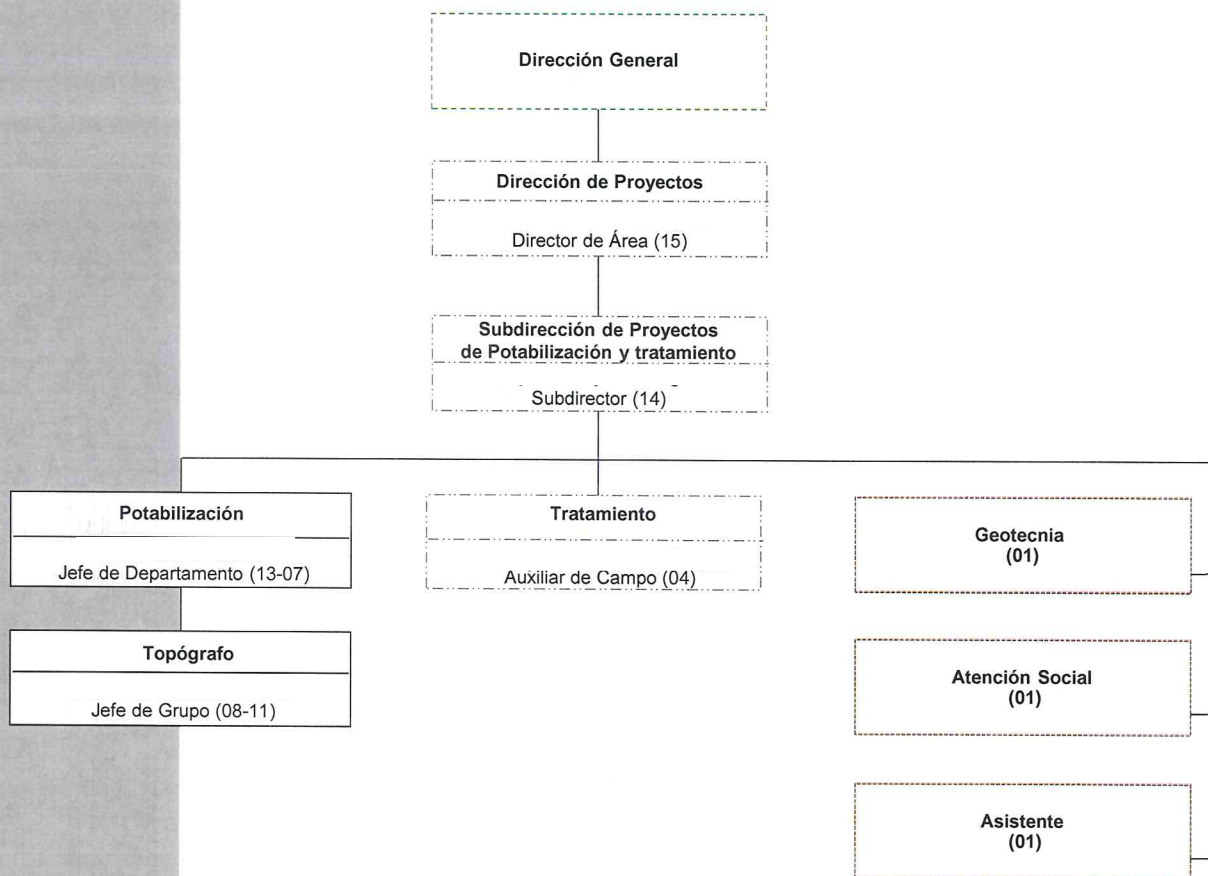 Dirección General
Dirección de Proyectos
Director de Área (15)
Subdirección de Proyectos
de Potabilización y tratamiento
Subdirector (14)
Potabilización
Jefe de Departamento (13-07)
Topógrafo
Jefe de Grupo (08-11)
Tratamiento
Auxiliar de Campo (04)
Geotecnia
(01)
Atención Social
(01)
Asistente
(01)